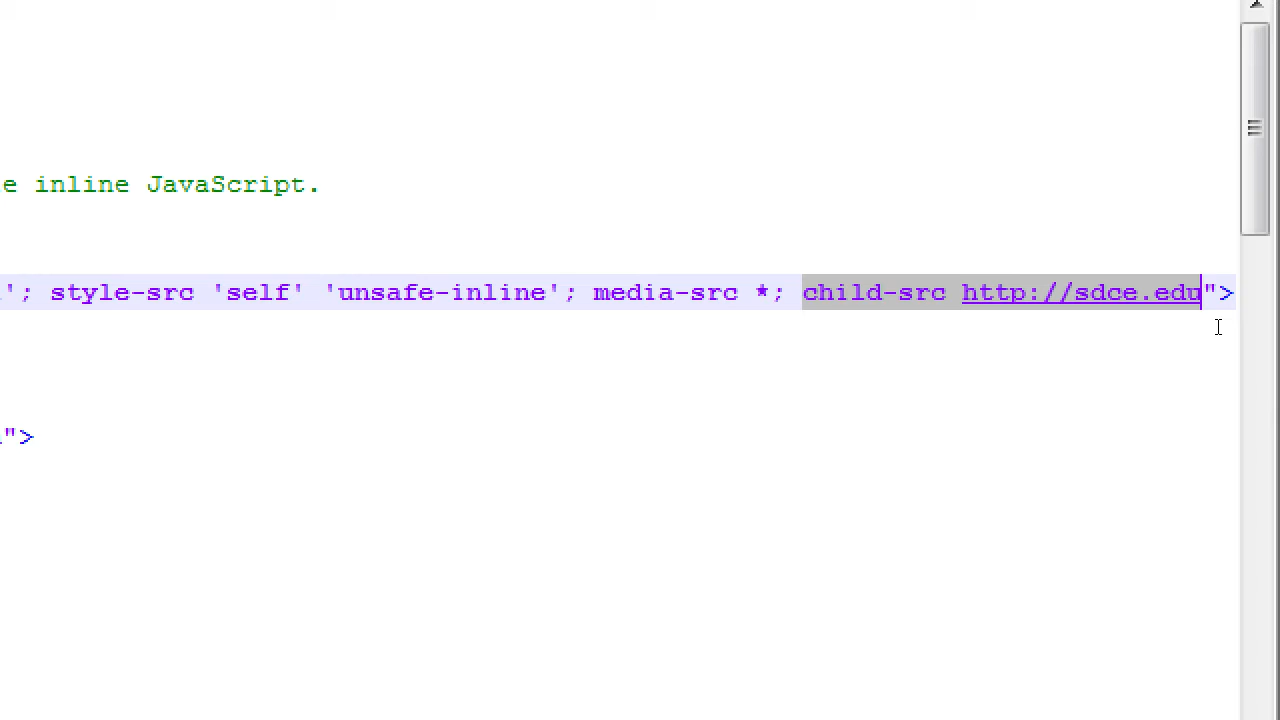 e inline JavaScript.
'; style-src 'self' 'unsafe-inline'; media-src *; child-src http://sdce.edu">
">